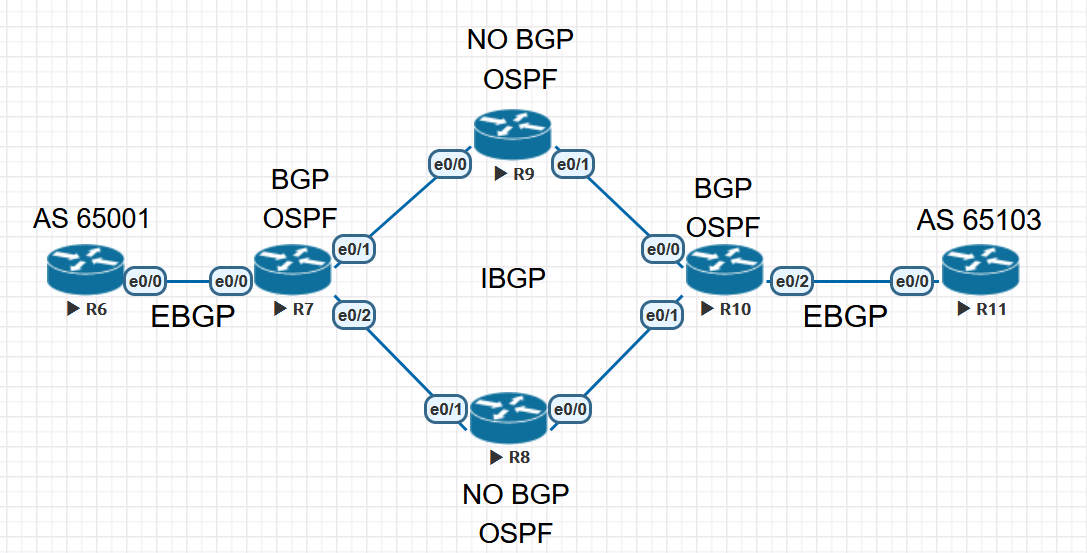 NO BGP
OSPF
e0/0
e0/1
R9
BGP
OSPF
BGP
OSPF
AS 65001
AS 65103
e0/1
e0/0
e0/0
e0/0
IBGP
e0/2
e0/0
R6
EBGP
R7
R10
EBGP
R11
e0/2
e0/1
e0/1
e0/0
R8
NO BGP
OSPF